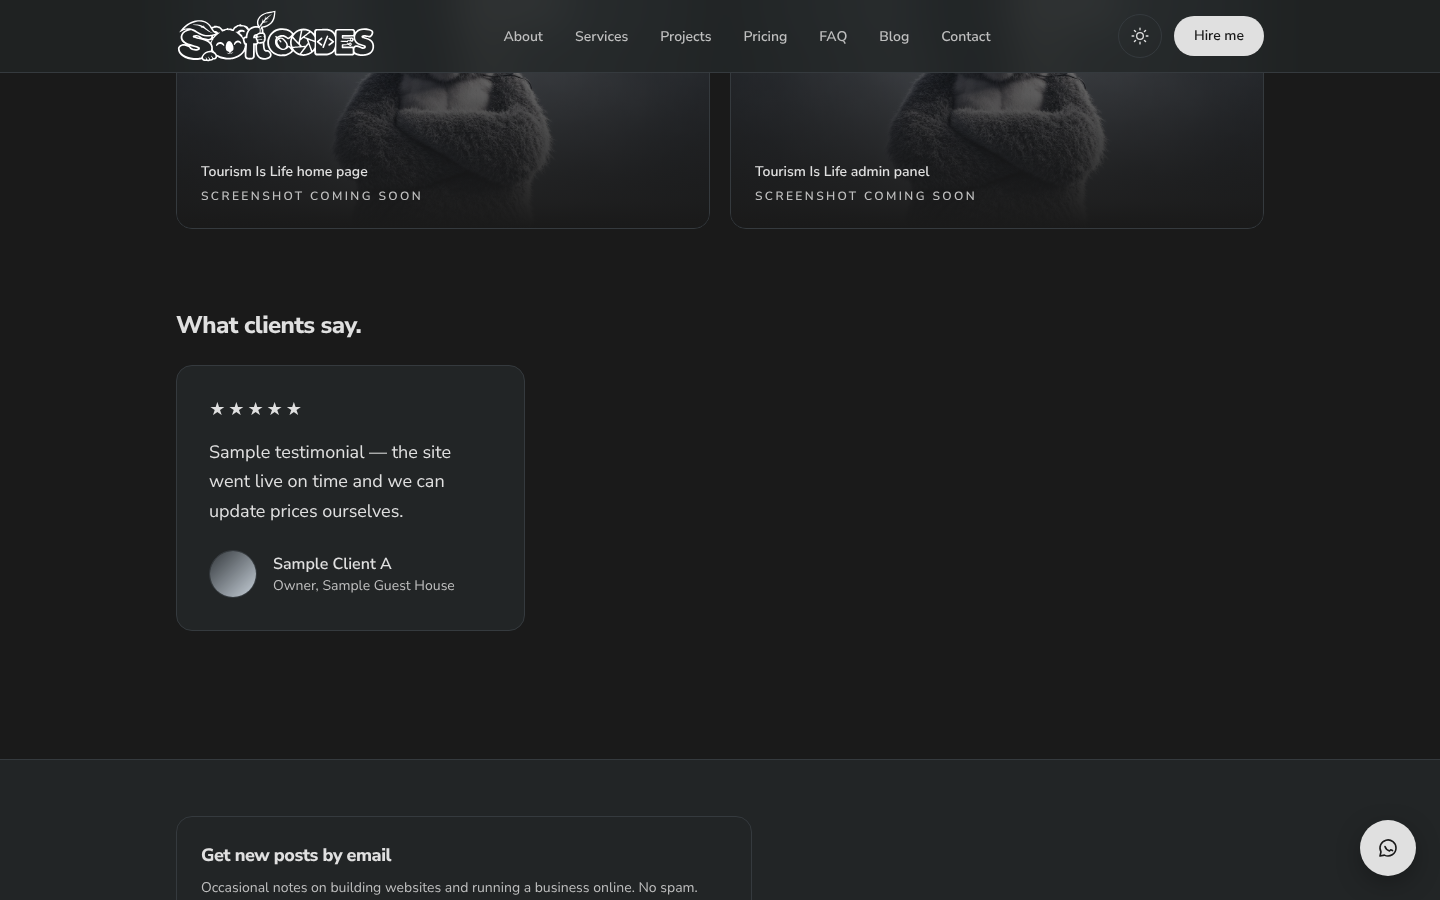 SofiCODES
About
Services
Projects
Pricing
FAQ
Blog
Contact
Hire me
Tourism Is Life home page
SCREENSHOT COMING SOON
Tourism Is Life admin panel
SCREENSHOT COMING SOON
What clients say.
★★★★★
Sample testimonial — the site
went live on time and we can
update prices ourselves.
Sample Client A
Owner, Sample Guest House
Get new posts by email
Occasional notes on building websites and running a business online. No spam.